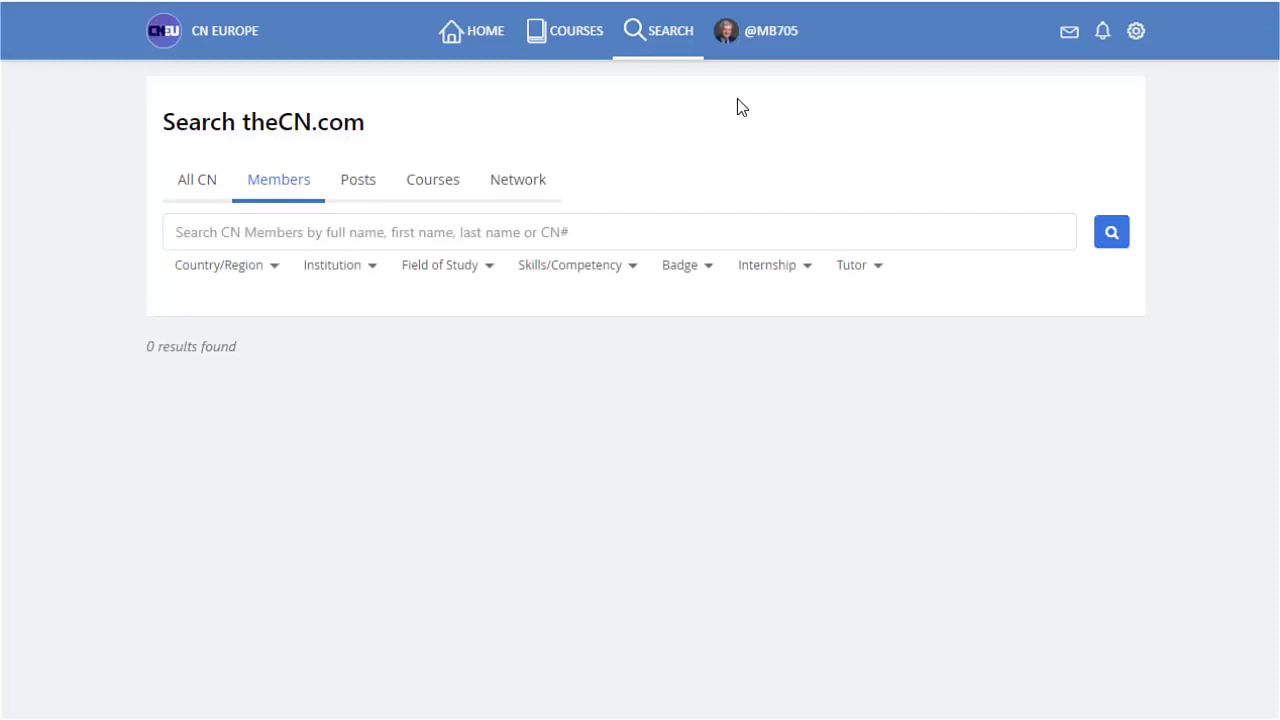 CNEU CN EUROPE HOME COURSES SEARCH @MB705
Search theCN.com
All CN Members Posts Courses Network
Search CN Members by full name, first name, last name or CN#
Country/Region Institution Field of Study Skills/Competency Badge Internship Tutor
0 results found